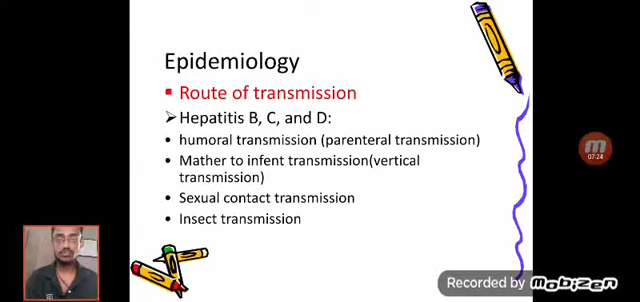 Epidemiology
▪ Route of transmission
➢Hepatitis B, C, and D:
• humoral transmission (parenteral transmission)
• Mather to infent transmission(vertical
transmission)
• Sexual contact transmission
• Insect transmission
07:24
Recorded by mobizen